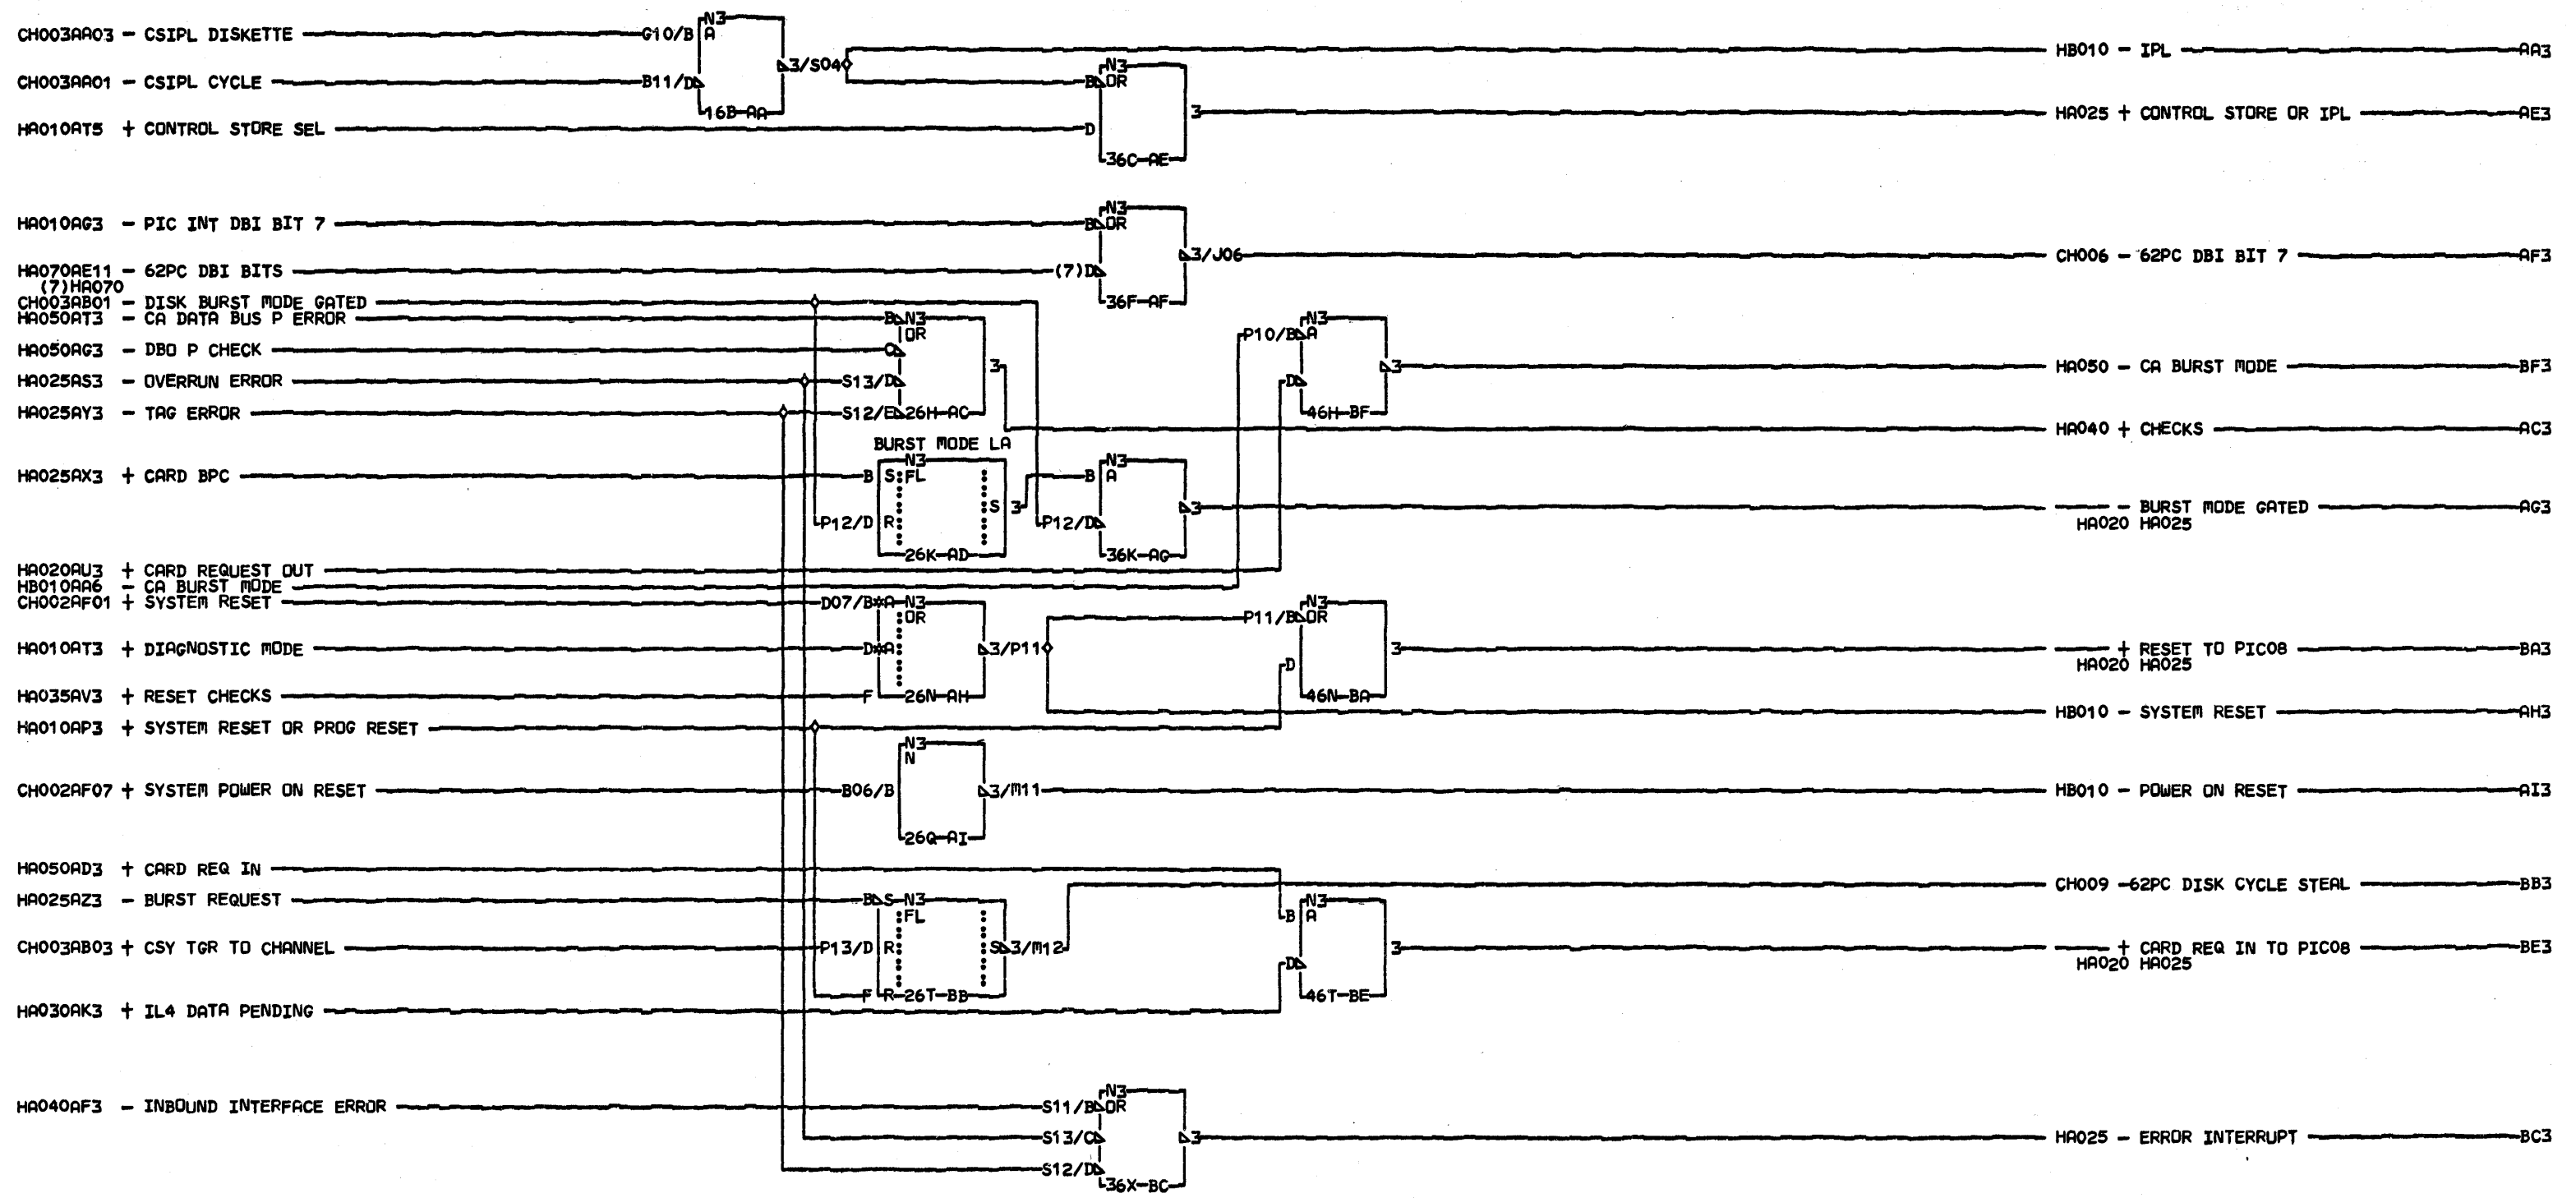 N3
CH003AA03 - CSIPL DISKETTE G10/B A
HB010 - IPL AA3
3/S04 N3
CH003AA01 - CSIPL CYCLE B11/D B OR
16B-AA 3 HA025 + CONTROL STORE OR IPL AE3
HA010AT5 + CONTROL STORE SEL D
36C-AE
N3
HA010AG3 - PIC INT DBI BIT 7 B OR
3/J06 CH006 - 62PC DBI BIT 7 AF3
HA070AE11 - 62PC DBI BITS (7)D
(7)HA070
CH003AB01 - DISK BURST MODE GATED 36F-AF
HA050AT3 - CA DATA BUS P ERROR B N3 N3
OR P10/B A
HA050AG3 - DBO P CHECK C
3 3 HA050 - CA BURST MODE BF3
HA025AS3 - OVERRUN ERROR S13/D D
HA025AY3 - TAG ERROR S12/E 26H-AC 46H-BF
HA040 + CHECKS AC3
BURST MODE LA
N3 N3
HA025AX3 + CARD BPC B S FL B A
S 3 3 - BURST MODE GATED AG3
P12/D R P12/D HA020 HA025
26K-AD 36K-AG
HA020AU3 + CARD REQUEST OUT
HB010AA6 - CA BURST MODE
CH002AF01 + SYSTEM RESET D07/B*A N3 N3
OR P11/B OR
HA010AT3 + DIAGNOSTIC MODE D*A 3/P11 3 + RESET TO PIC08 BA3
D HA020 HA025
HA035AV3 + RESET CHECKS F 26N-AH 46N-BA
HB010 - SYSTEM RESET AH3
HA010AP3 + SYSTEM RESET OR PROG RESET
N3
N
CH002AF07 + SYSTEM POWER ON RESET B06/B 3/M11 HB010 - POWER ON RESET AI3
26Q-AI
HA050AD3 + CARD REQ IN
CH009 -62PC DISK CYCLE STEAL BB3
HA025AZ3 - BURST REQUEST B S N3 N3
FL B A
CH003AB03 + CSY TGR TO CHANNEL P13/D R S 3/M12 3 + CARD REQ IN TO PIC08 BE3
D HA020 HA025
F R 26T-BB 46T-BE
HA030AK3 + IL4 DATA PENDING
N3
HA040AF3 - INBOUND INTERFACE ERROR S11/B OR
S13/C 3 HA025 - ERROR INTERRUPT BC3
S12/D
36X-BC